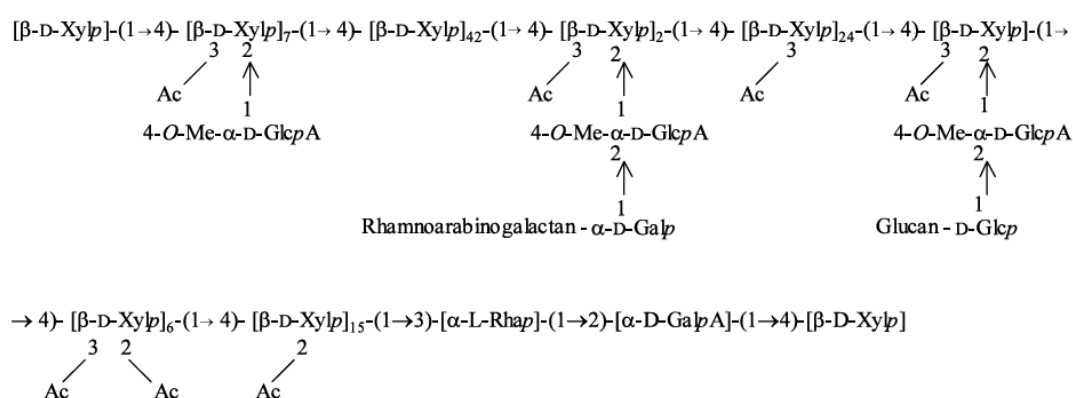 [β-D-Xylp]-(1→4)- [β-D-Xylp]7-(1→ 4)- [β-D-Xylp]42-(1→ 4)- [β-D-Xylp]2-(1→ 4)- [β-D-Xylp]24-(1→ 4)- [β-D-Xylp]-(1→
3 2 3 2 3 3 2
Ac Ac Ac Ac
1 1 1
4-O-Me-α-D-GlcpA 4-O-Me-α-D-GlcpA 4-O-Me-α-D-GlcpA
2 2
1 1
Rhamnoarabinogalactan - α-D-Galp Glucan - D-Glcp
→ 4)- [β-D-Xylp]6-(1→ 4)- [β-D-Xylp]15-(1→3)-[α-L-Rhap]-(1→2)-[α-D-GalpA]-(1→4)-[β-D-Xylp]
3 2 2
Ac Ac Ac